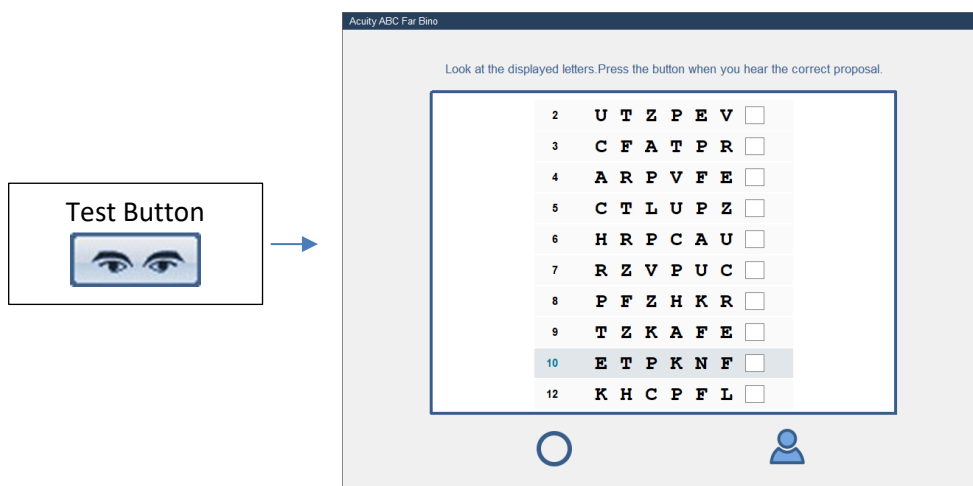 Acuity ABC Far Bino
Look at the displayed letters.Press the button when you hear the correct proposal.
2 U T Z P E V
3 C F A T P R
4 A R P V F E
5 C T L U P Z
6 H R P C A U
7 R Z V P U C
8 P F Z H K R
9 T Z K A F E
10 E T P K N F
12 K H C P F L
Test Button